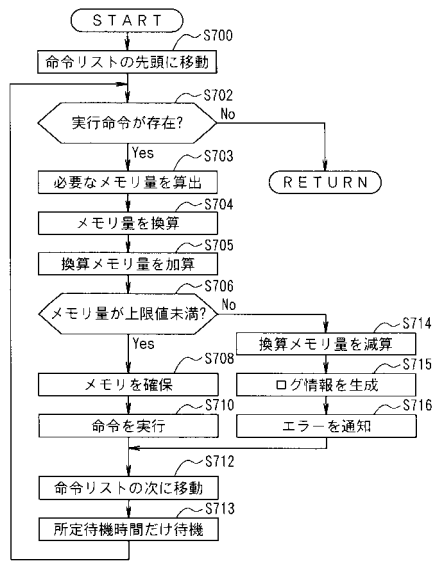 START
S700
命令リストの先頭に移動
S702
実行命令が存在?
No
Yes
S703
必要なメモリ量を算出
RETURN
S704
メモリ量を換算
S705
換算メモリ量を加算
S706
メモリ量が上限値未満?
No
Yes
S714
換算メモリ量を減算
S708
メモリを確保
S715
ログ情報を生成
S710
命令を実行
S716
エラーを通知
S712
命令リストの次に移動
S713
所定待機時間だけ待機